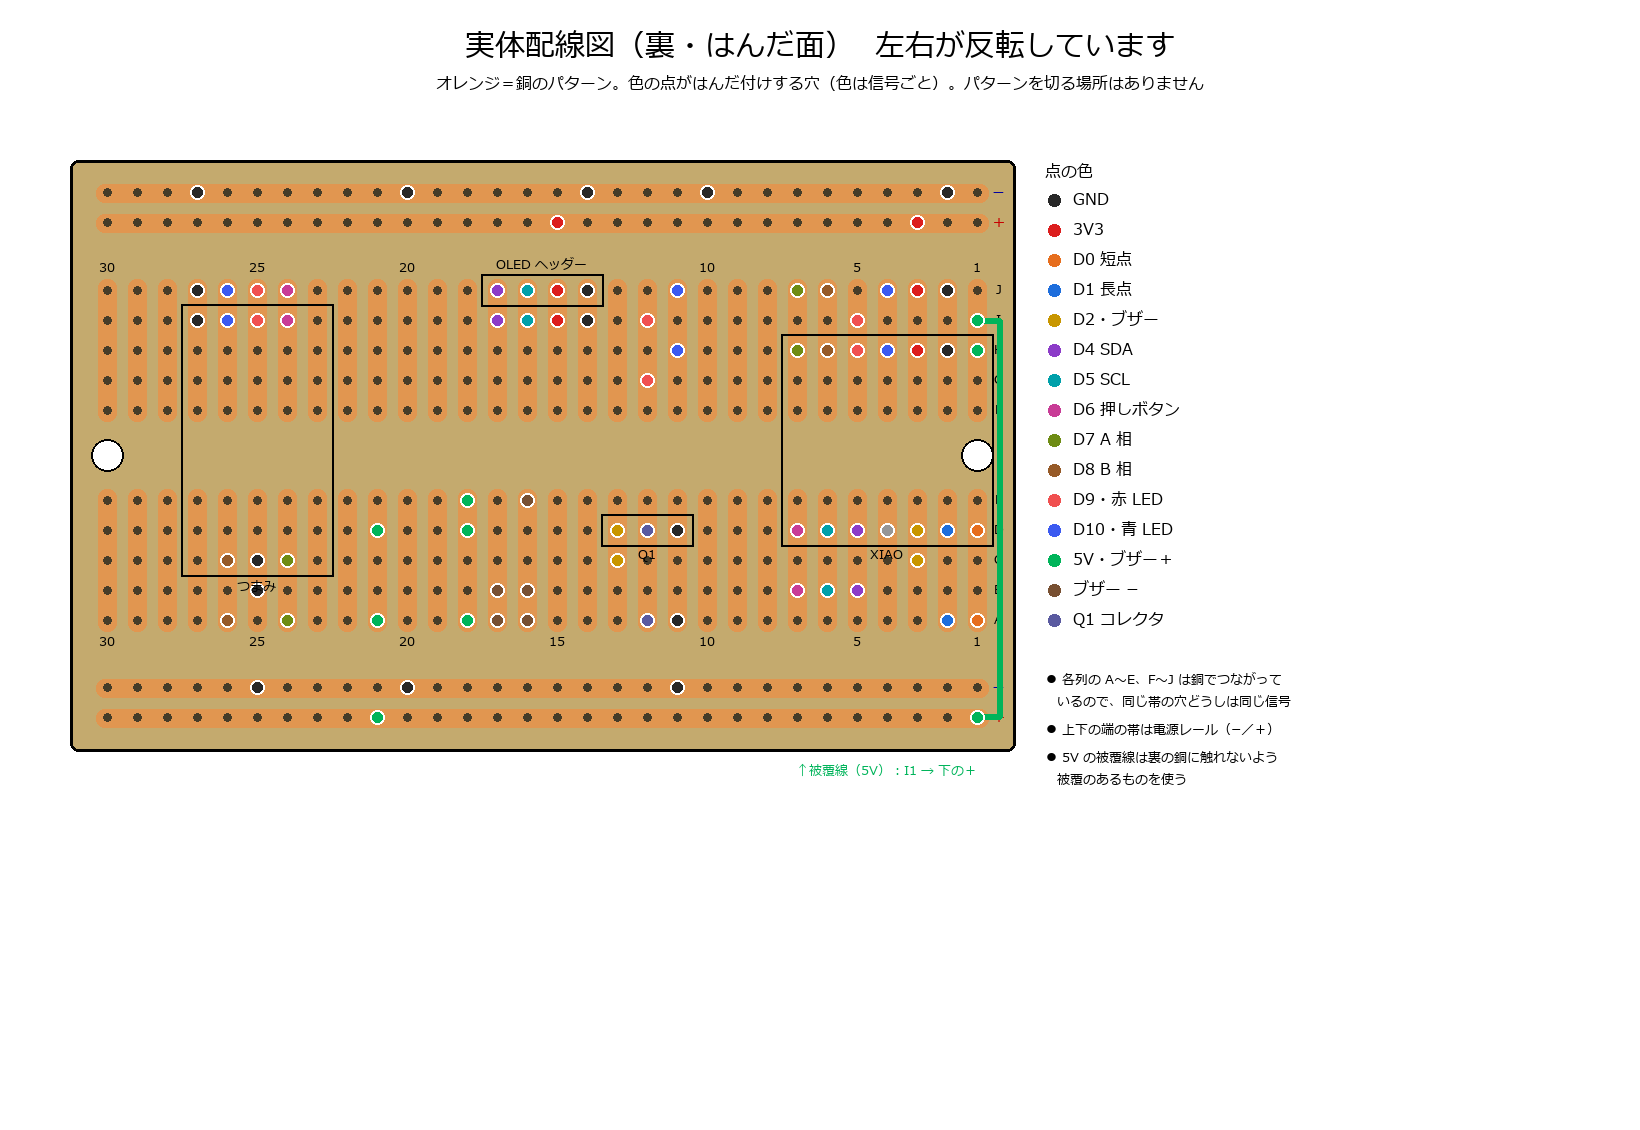 実体配線図（裏・はんだ面）　左右が反転しています
オレンジ＝銅のパターン。色の点がはんだ付けする穴（色は信号ごと）。パターンを切る場所はありません
−
+
30 25 20 10 5 1
OLED ヘッダー
J
つまみ
Q1
XIAO
30 25 20 15 10 5 1
↑被覆線（5V）：I1 → 下の＋
点の色
GND
3V3
D0 短点
D1 長点
D2・ブザー
D4 SDA
D5 SCL
D6 押しボタン
D7 A 相
D8 B 相
D9・赤 LED
D10・青 LED
5V・ブザー＋
ブザー −
Q1 コレクタ
● 各列の A〜E、F〜J は銅でつながって
いるので、同じ帯の穴どうしは同じ信号
● 上下の端の帯は電源レール（−／＋）
● 5V の被覆線は裏の銅に触れないよう
被覆のあるものを使う